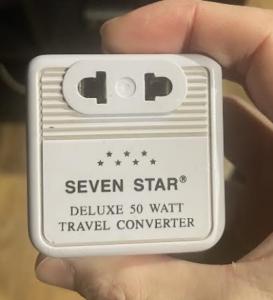 SEVEN STAR®
DELUXE 50 WATT
TRAVEL CONVERTER